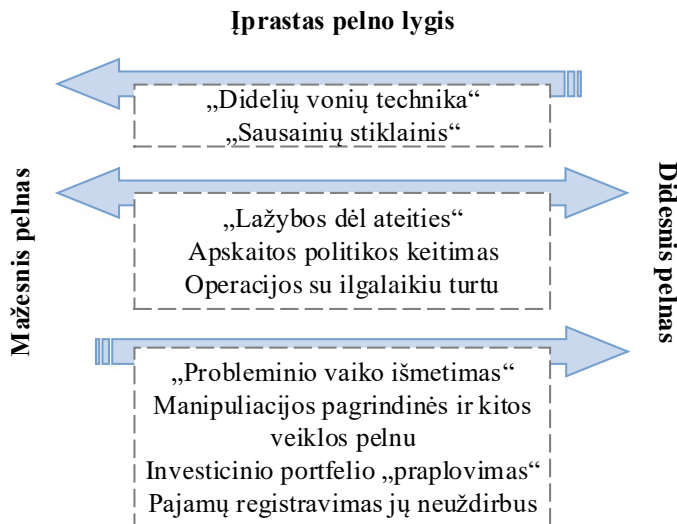 Įprastas pelno lygis
„Didelių vonių technika“
„Sausainių stiklainis“
Mažesnis pelnas
Didesnis pelnas
„Lažybos dėl ateities“
Apskaitos politikos keitimas
Operacijos su ilgalaikiu turtu
„Probleminio vaiko išmetimas“
Manipuliacijos pagrindinės ir kitos
veiklos pelnu
Investicinio portfelio „praplovimas“
Pajamų registravimas jų neuždirbus